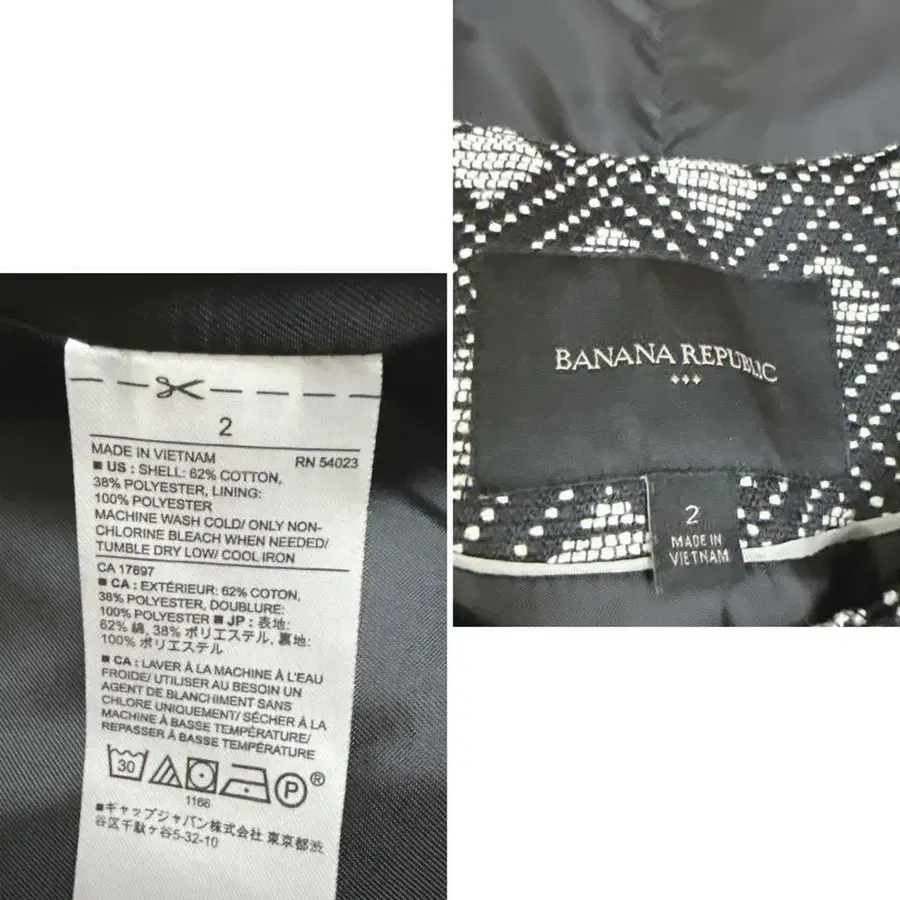 2
MADE IN VIETNAM RN 54023
■ US : SHELL: 62% COTTON,
38% POLYESTER, LINING:
100% POLYESTER
MACHINE WASH COLD/ ONLY NON-
CHLORINE BLEACH WHEN NEEDED/
TUMBLE DRY LOW/ COOL IRON
CA 17897
■ CA : EXTÉRIEUR: 62% COTON,
38% POLYESTER, DOUBLURE:
100% POLYESTER ■ JP : 表地:
62% 綿, 38% ポリエステル, 裏地:
100% ポリエステル
■ CA : LAVER À LA MACHINE À L'EAU
FROIDE/ UTILISER AU BESOIN UN
AGENT DE BLANCHIMENT SANS
CHLORE UNIQUEMENT/ SÉCHER À LA
MACHINE À BASSE TEMPÉRATURE/
REPASSER À BASSE TEMPÉRATURE
30 P ®
1166
■ギャップジャパン株式会社 東京都渋
谷区千駄ヶ谷5-32-10
BANANA REPUBLIC
2
MADE IN
VIETNAM